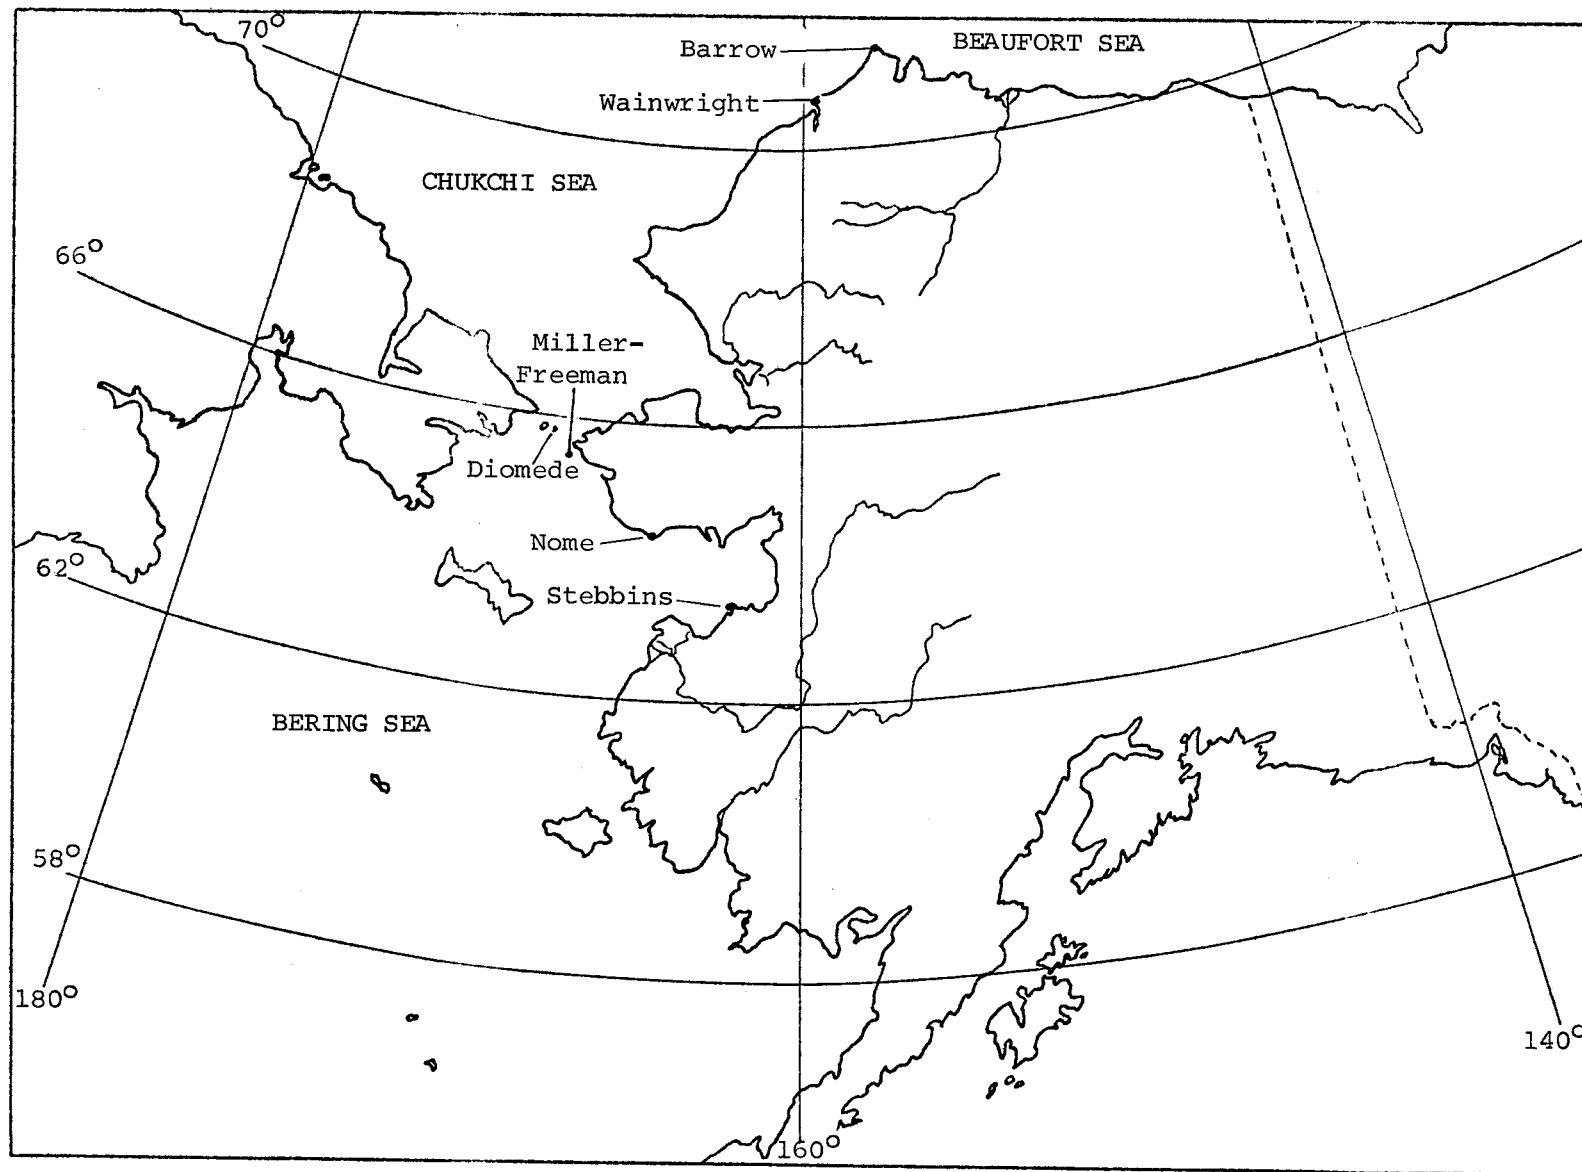 70°
Barrow
BEAUFORT SEA
Wainwright
CHUKCHI SEA
66°
Miller-
Freeman
Diomede
Nome
62°
Stebbins
BERING SEA
58°
180°
140°
160°